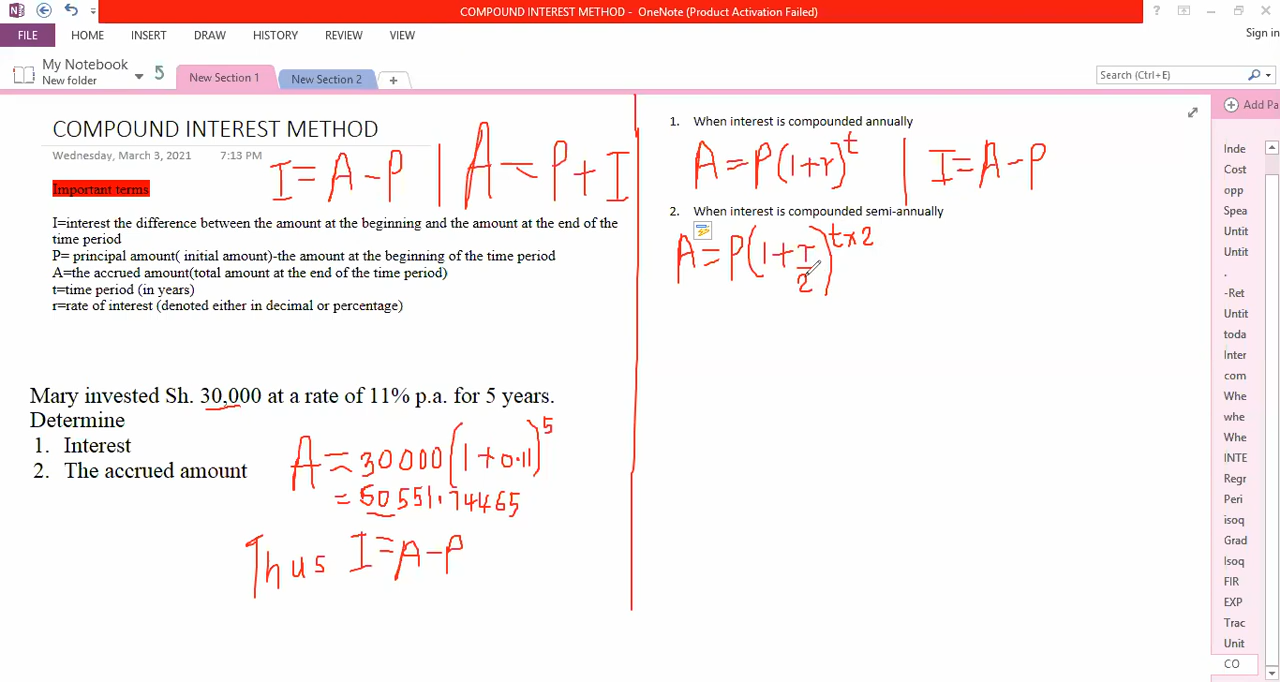 COMPOUND INTEREST METHOD - OneNote (Product Activation Failed)
Sign in
FILE HOME INSERT DRAW HISTORY REVIEW VIEW
My Notebook
New folder
New Section 1
New Section 2
Search (Ctrl+E)
Add Pa
COMPOUND INTEREST METHOD
Wednesday, March 3, 2021 7:13 PM
I = A - P | A = P + I
Important terms
I=interest the difference between the amount at the beginning and the amount at the end of the
time period
P= principal amount( initial amount)-the amount at the beginning of the time period
A=the accrued amount(total amount at the end of the time period)
t=time period (in years)
r=rate of interest (denoted either in decimal or percentage)
Mary invested Sh. 30,000 at a rate of 11% p.a. for 5 years.
Determine
1. Interest
2. The accrued amount
A = 30000(1+0.11)^5
= 50551.74465
Thus I = A - P
1. When interest is compounded annually
A = P(1+r)^t | I = A - P
2. When interest is compounded semi-annually
A = P(1 + r/2)^t×2
Inde
Cost
opp
Spea
Untit
Untit
.
-Ret
Untit
toda
Inter
com
Whe
whe
Whe
INTE
Regr
Peri
isoq
Grad
Isoq
FIR
EXP
Trac
Unit
CO